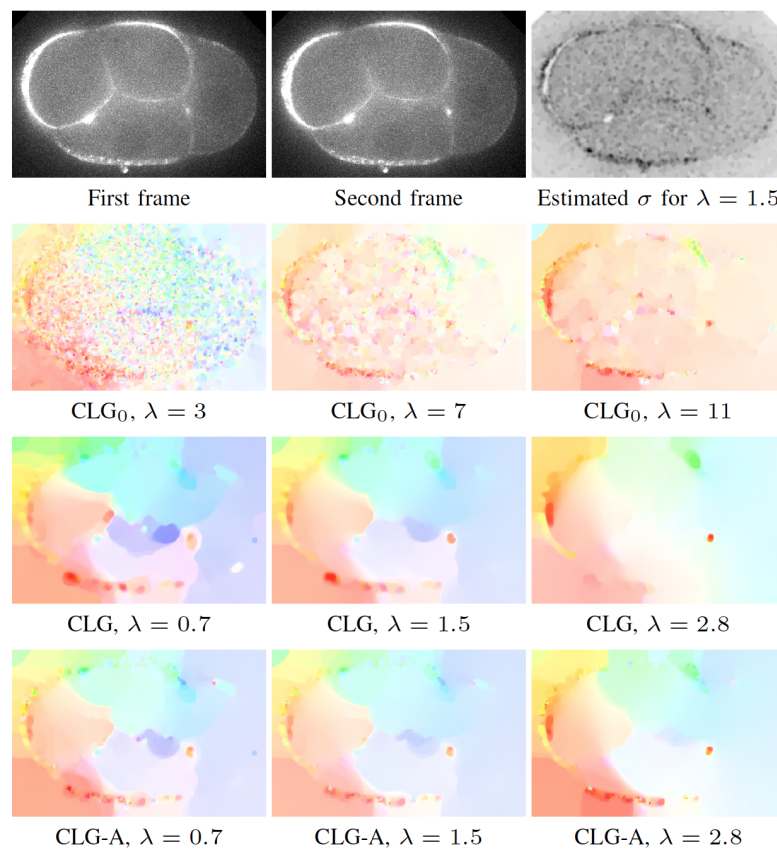 First frame Second frame Estimated σ for λ = 1.5
CLG₀, λ = 3 CLG₀, λ = 7 CLG₀, λ = 11
CLG, λ = 0.7 CLG, λ = 1.5 CLG, λ = 2.8
CLG-A, λ = 0.7 CLG-A, λ = 1.5 CLG-A, λ = 2.8